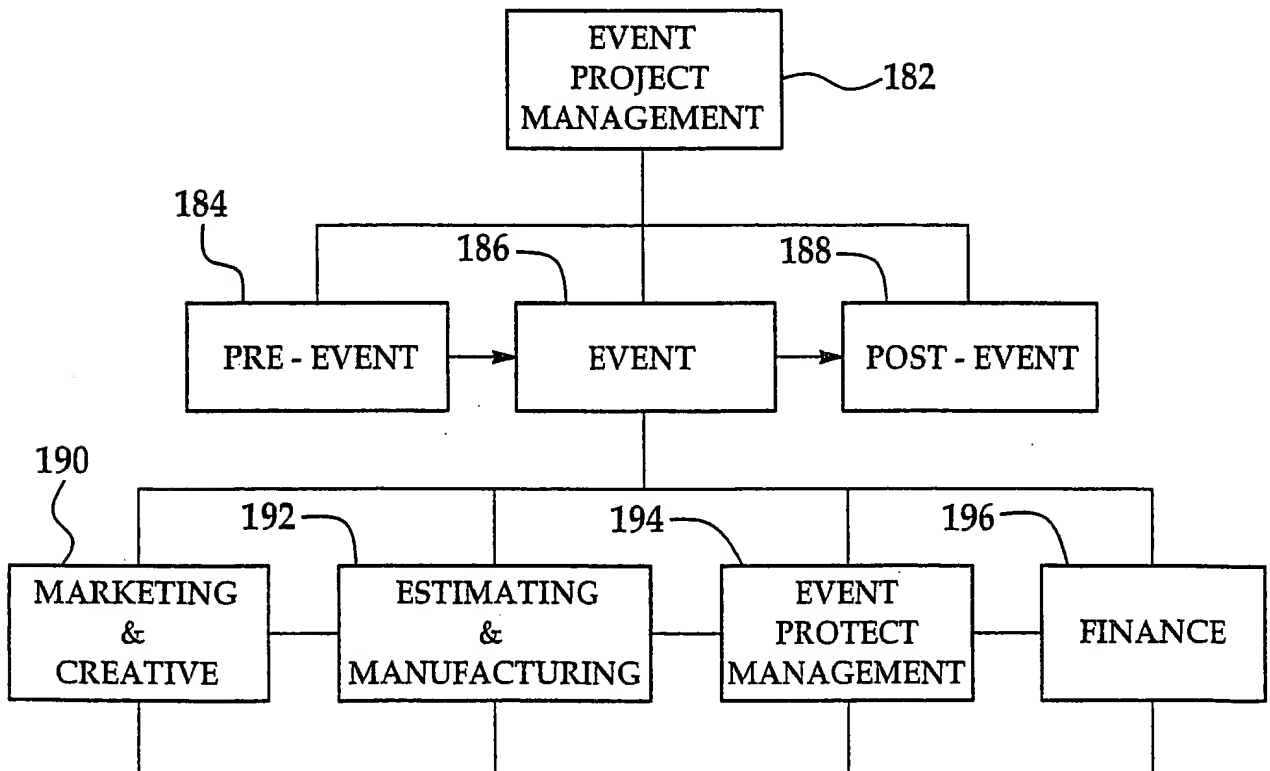 EVENT
PROJECT
MANAGEMENT
182
184
186
188
PRE - EVENT
EVENT
POST - EVENT
190
192
194
196
MARKETING
&
CREATIVE
ESTIMATING
&
MANUFACTURING
EVENT
PROTECT
MANAGEMENT
FINANCE